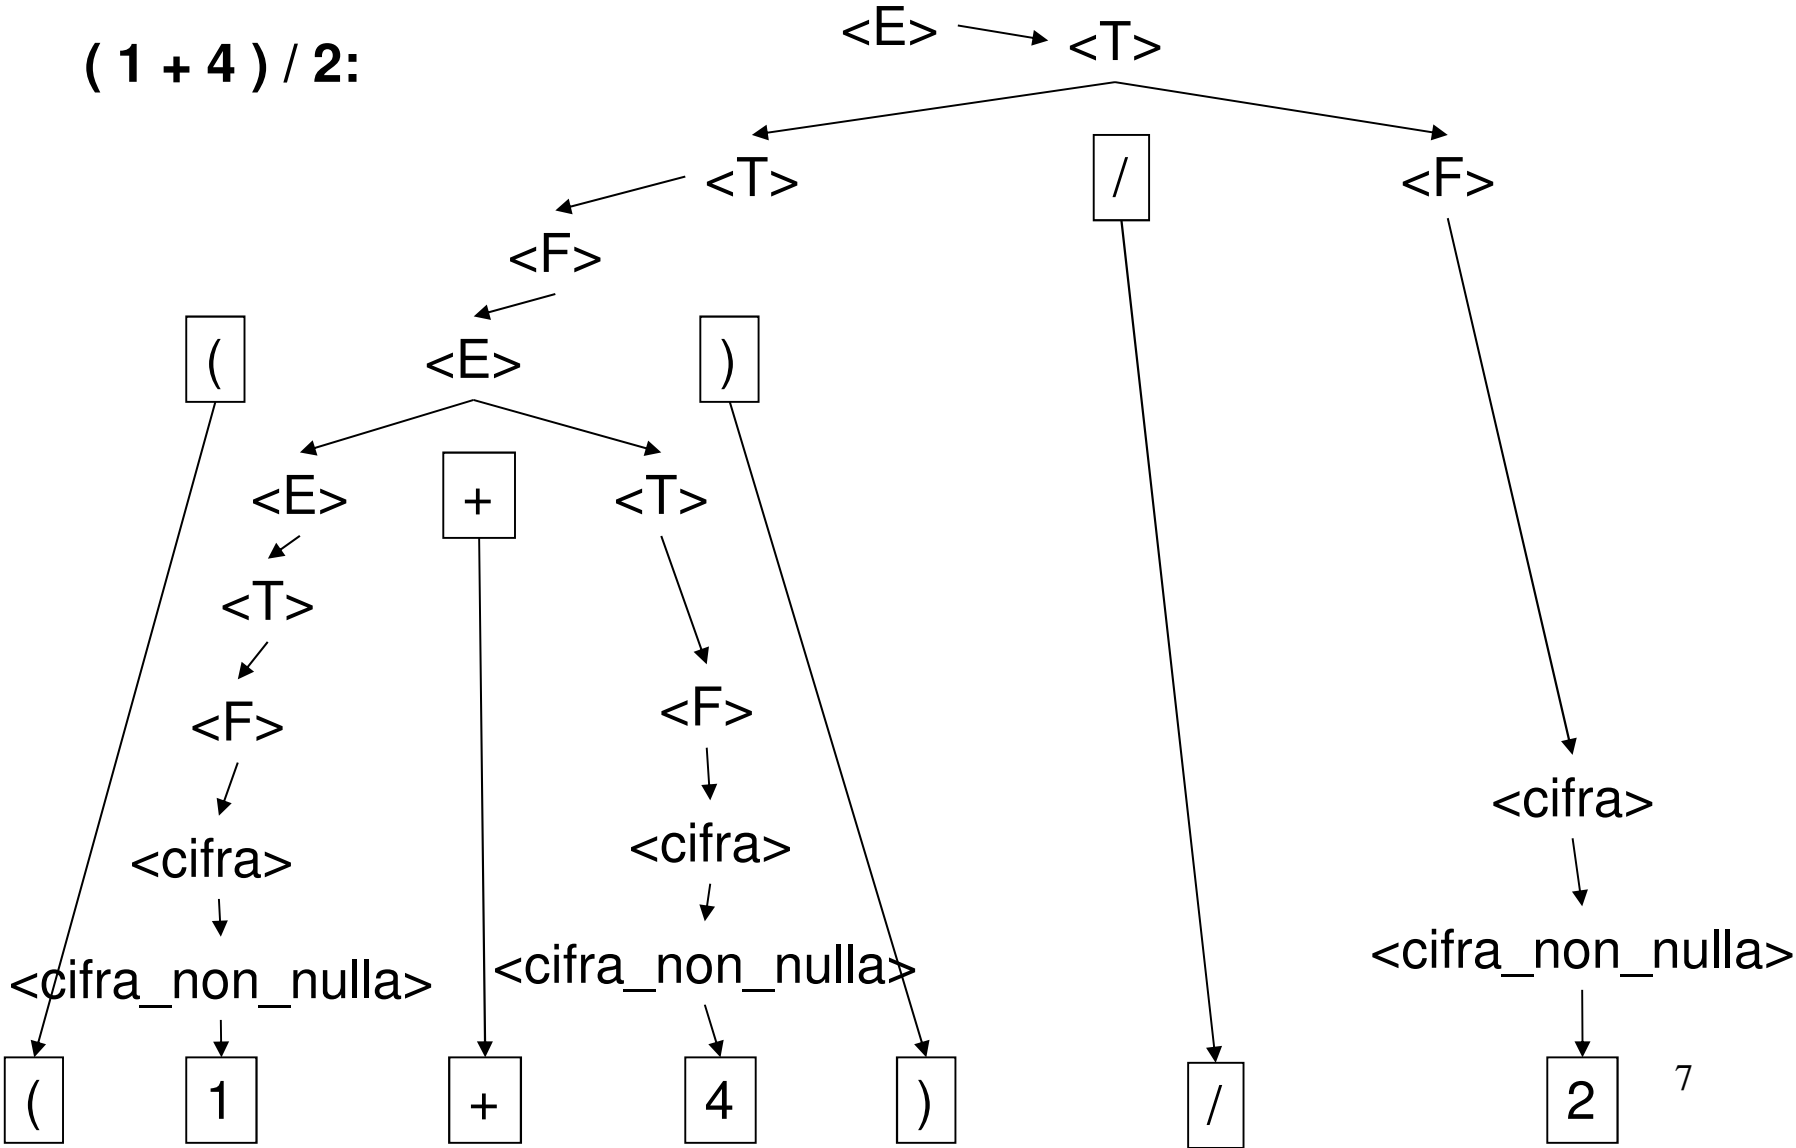 ( 1 + 4 ) / 2:
<E> <T>
<T> / <F>
<F>
( <E> )
<E> + <T>
<T>
<F> <F>
<cifra>
<cifra> <cifra>
<cifra_non_nulla> <cifra_non_nulla> <cifra_non_nulla>
( 1 + 4 ) / 2
7